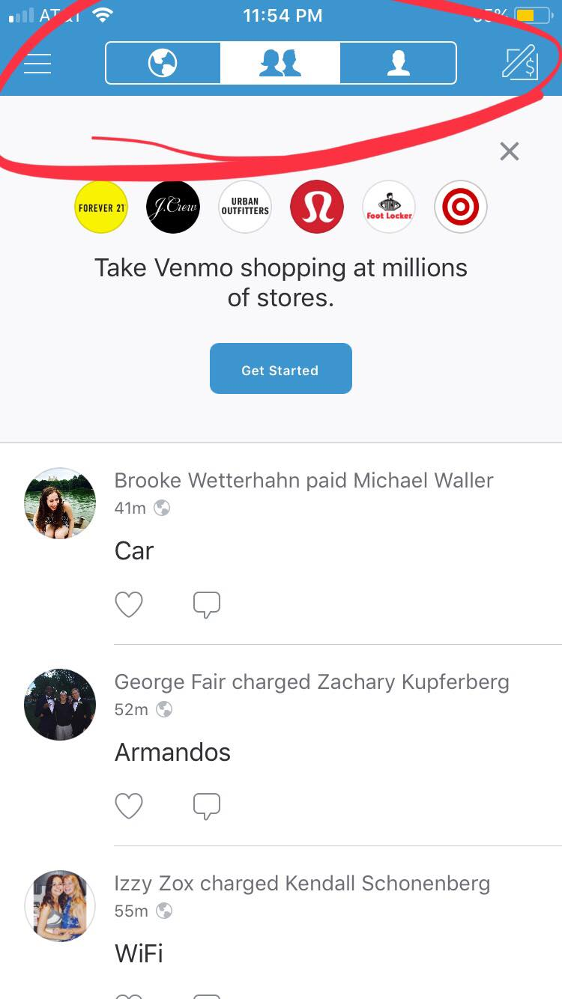 AT&T 11:54 PM 85%
FOREVER 21 J.Crew URBAN OUTFITTERS Foot Locker
Take Venmo shopping at millions
of stores.
Get Started
Brooke Wetterhahn paid Michael Waller
41m
Car
George Fair charged Zachary Kupferberg
52m
Armandos
Izzy Zox charged Kendall Schonenberg
55m
WiFi